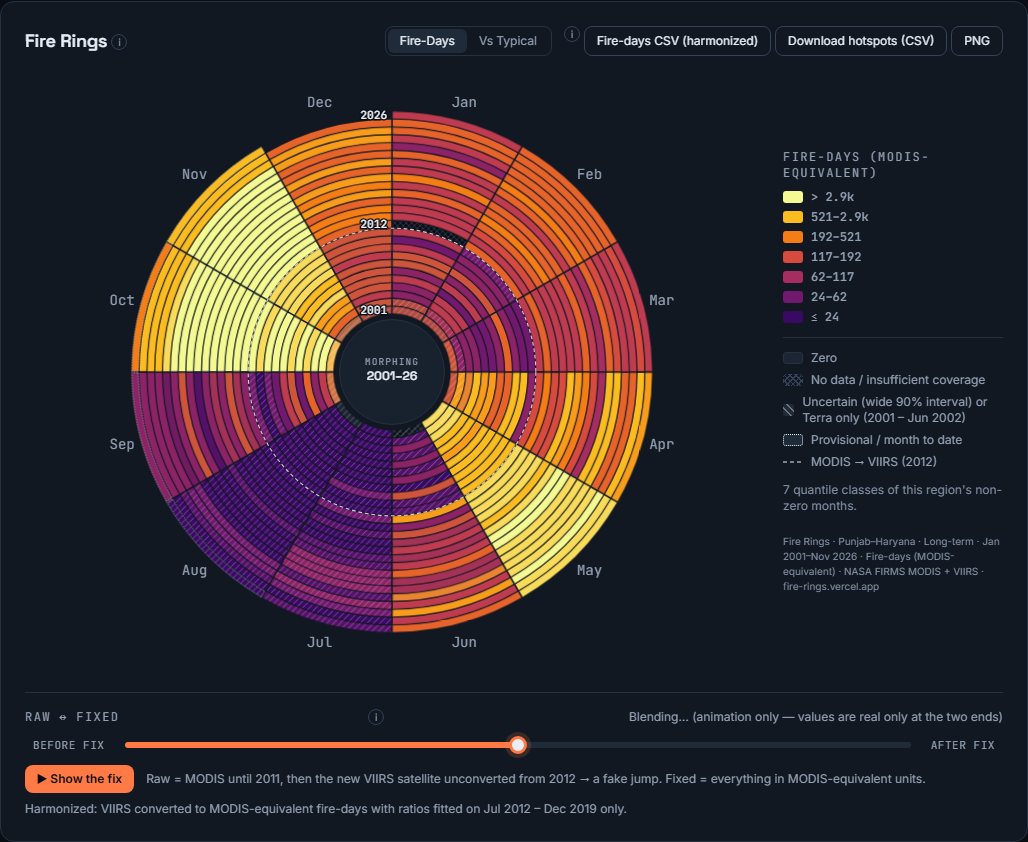 Fire Rings i
Fire-Days
Vs Typical
i
Fire-days CSV (harmonized)
Download hotspots (CSV)
PNG
Dec
2026
Jan
Nov
Feb
2012
Oct
2001
Mar
MORPHING
2001–26
Sep
Apr
Aug
May
Jul
Jun
FIRE-DAYS (MODIS-
EQUIVALENT)
> 2.9k
521–2.9k
192–521
117–192
62–117
24–62
≤ 24
Zero
No data / insufficient coverage
Uncertain (wide 90% interval) or
Terra only (2001 – Jun 2002)
Provisional / month to date
MODIS → VIIRS (2012)
7 quantile classes of this region's non-
zero months.
Fire Rings · Punjab–Haryana · Long-term · Jan
2001–Nov 2026 · Fire-days (MODIS-
equivalent) · NASA FIRMS MODIS + VIIRS ·
fire-rings.vercel.app
RAW ↔ FIXED
i
Blending… (animation only — values are real only at the two ends)
BEFORE FIX
AFTER FIX
▶ Show the fix
Raw = MODIS until 2011, then the new VIIRS satellite unconverted from 2012 → a fake jump. Fixed = everything in MODIS-equivalent units.
Harmonized: VIIRS converted to MODIS-equivalent fire-days with ratios fitted on Jul 2012 – Dec 2019 only.